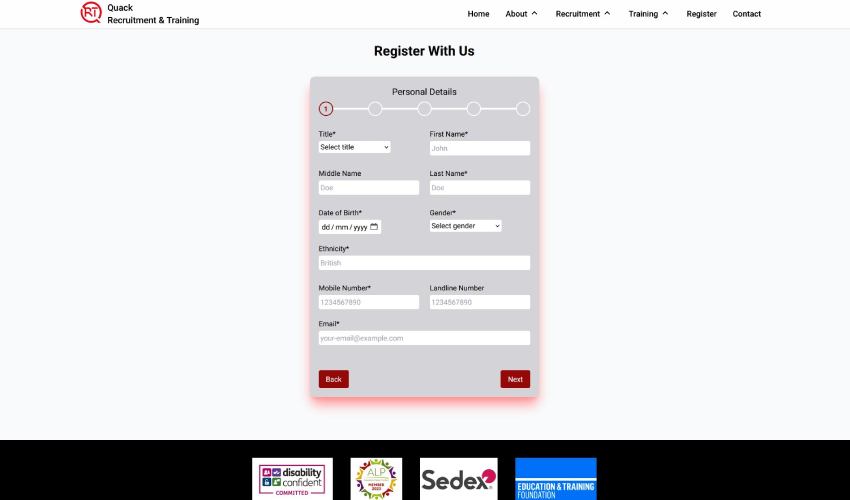 RT
Quack
Recruitment & Training
Home About Recruitment Training Register Contact
Register With Us
Personal Details
1
Title* First Name*
Select title John
Middle Name Last Name*
Doe Doe
Date of Birth* Gender*
dd / mm / yyyy Select gender
Ethnicity*
British
Mobile Number* Landline Number
1234567890 1234567890
Email*
your-email@example.com
Back Next
disability
confident
COMMITTED
ALP
MEMBER
Sedex
EDUCATION & TRAINING
FOUNDATION